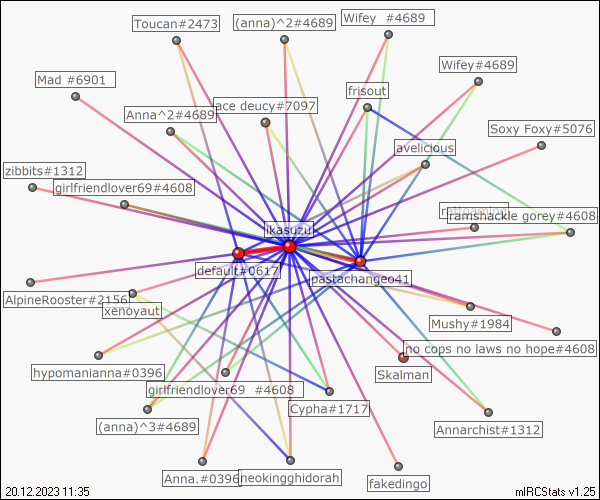 Toucan#2473
(anna)^2#4689
Wifey  #4689
Mad #6901
Wifey#4689
frisout
ace deucy#7097
Anna^2#4689
Soxy Foxy#5076
avelicious
zibbits#1312
girlfriendlover69#4608
ramshackle gorey#4608
ikasuzu
default#0617
pastachangeo41
AlpineRooster#2156
xenoyaut
Mushy#1984
no cops no laws no hope#4608
hypomanianna#0396
Skalman
girlfriendlover69  #4608
Cypha#1717
(anna)^3#4689
Annarchist#1312
Anna.#0396
neokingghidorah
fakedingo
20.12.2023 11:35
mIRCStats v1.25